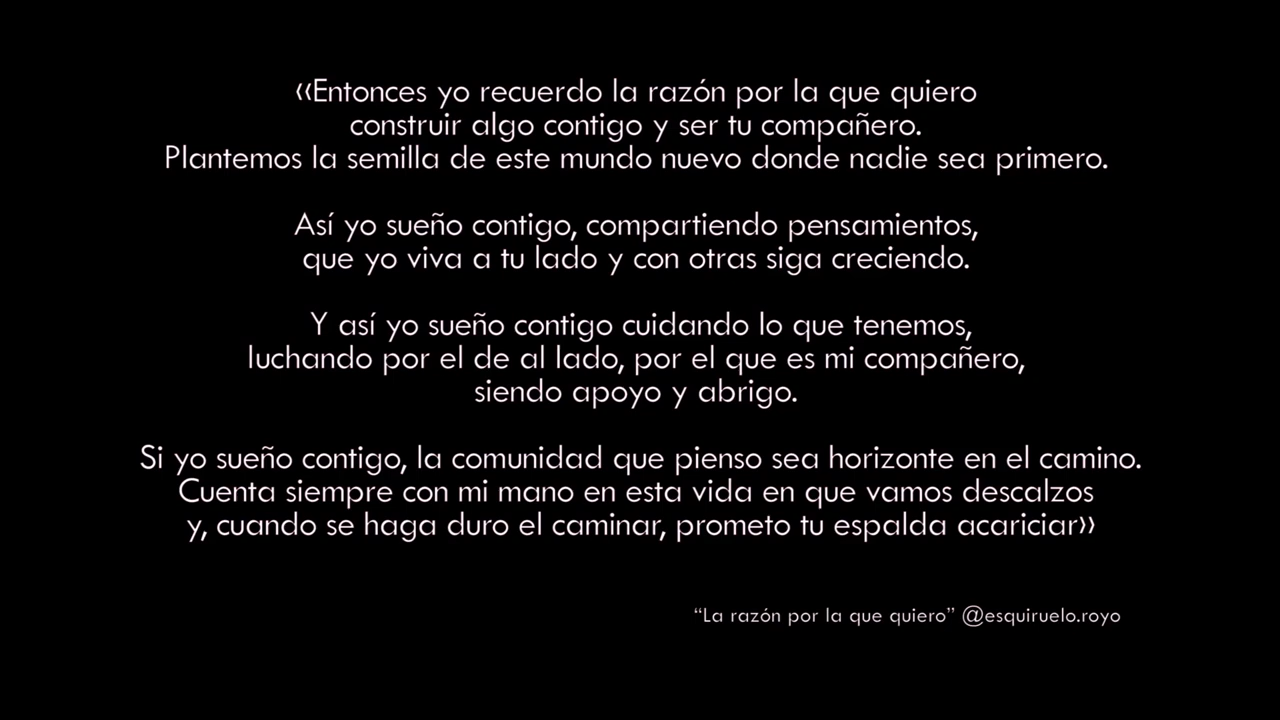 ‹‹Entonces yo recuerdo la razón por la que quiero
construir algo contigo y ser tu compañero.
Plantemos la semilla de este mundo nuevo donde nadie sea primero.
Así yo sueño contigo, compartiendo pensamientos,
que yo viva a tu lado y con otras siga creciendo.
Y así yo sueño contigo cuidando lo que tenemos,
luchando por el de al lado, por el que es mi compañero,
siendo apoyo y abrigo.
Si yo sueño contigo, la comunidad que pienso sea horizonte en el camino.
Cuenta siempre con mi mano en esta vida en que vamos descalzos
y, cuando se haga duro el caminar, prometo tu espalda acariciar››
“La razón por la que quiero” @esquiruelo.royo